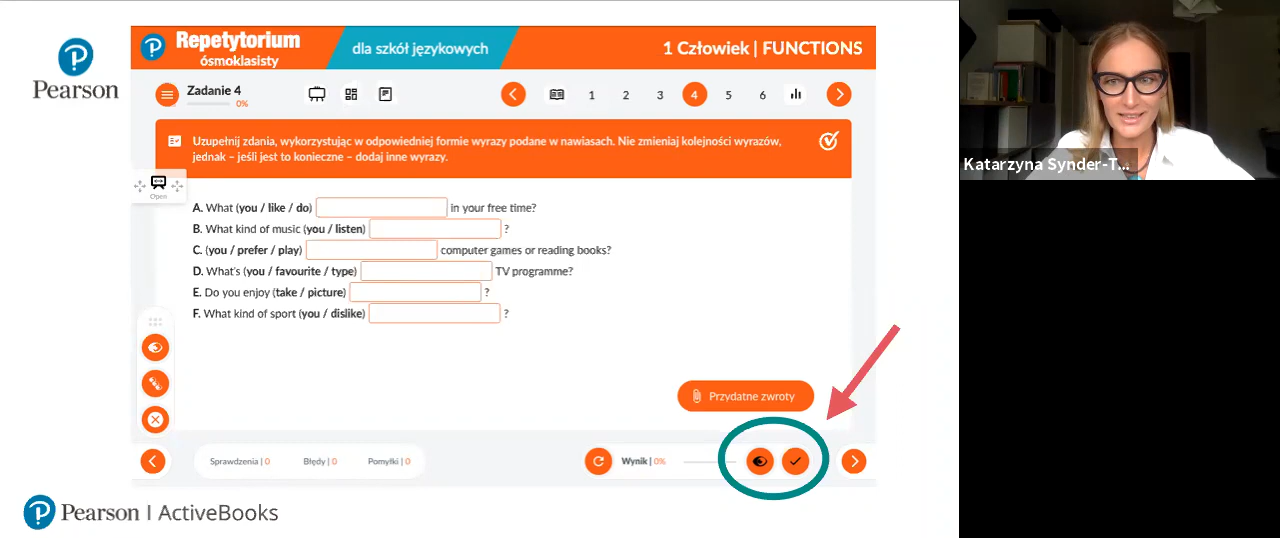 Pearson
Repetytorium
ósmoklasisty
dla szkół językowych
1 Człowiek | FUNCTIONS
Zadanie 4
0%
1 2 3 4 5 6
Uzupełnij zdania, wykorzystując w odpowiedniej formie wyrazy podane w nawiasach. Nie zmieniaj kolejności wyrazów,
jednak – jeśli jest to konieczne – dodaj inne wyrazy.
Open
A. What (you / like / do) in your free time?
B. What kind of music (you / listen) ?
C. (you / prefer / play) computer games or reading books?
D. What's (you / favourite / type) TV programme?
E. Do you enjoy (take / picture) ?
F. What kind of sport (you / dislike) ?
Przydatne zwroty
Sprawdzenia | 0 Błędy | 0 Pomyłki | 0 Wynik | 0%
Pearson | ActiveBooks
Katarzyna Synder-T...